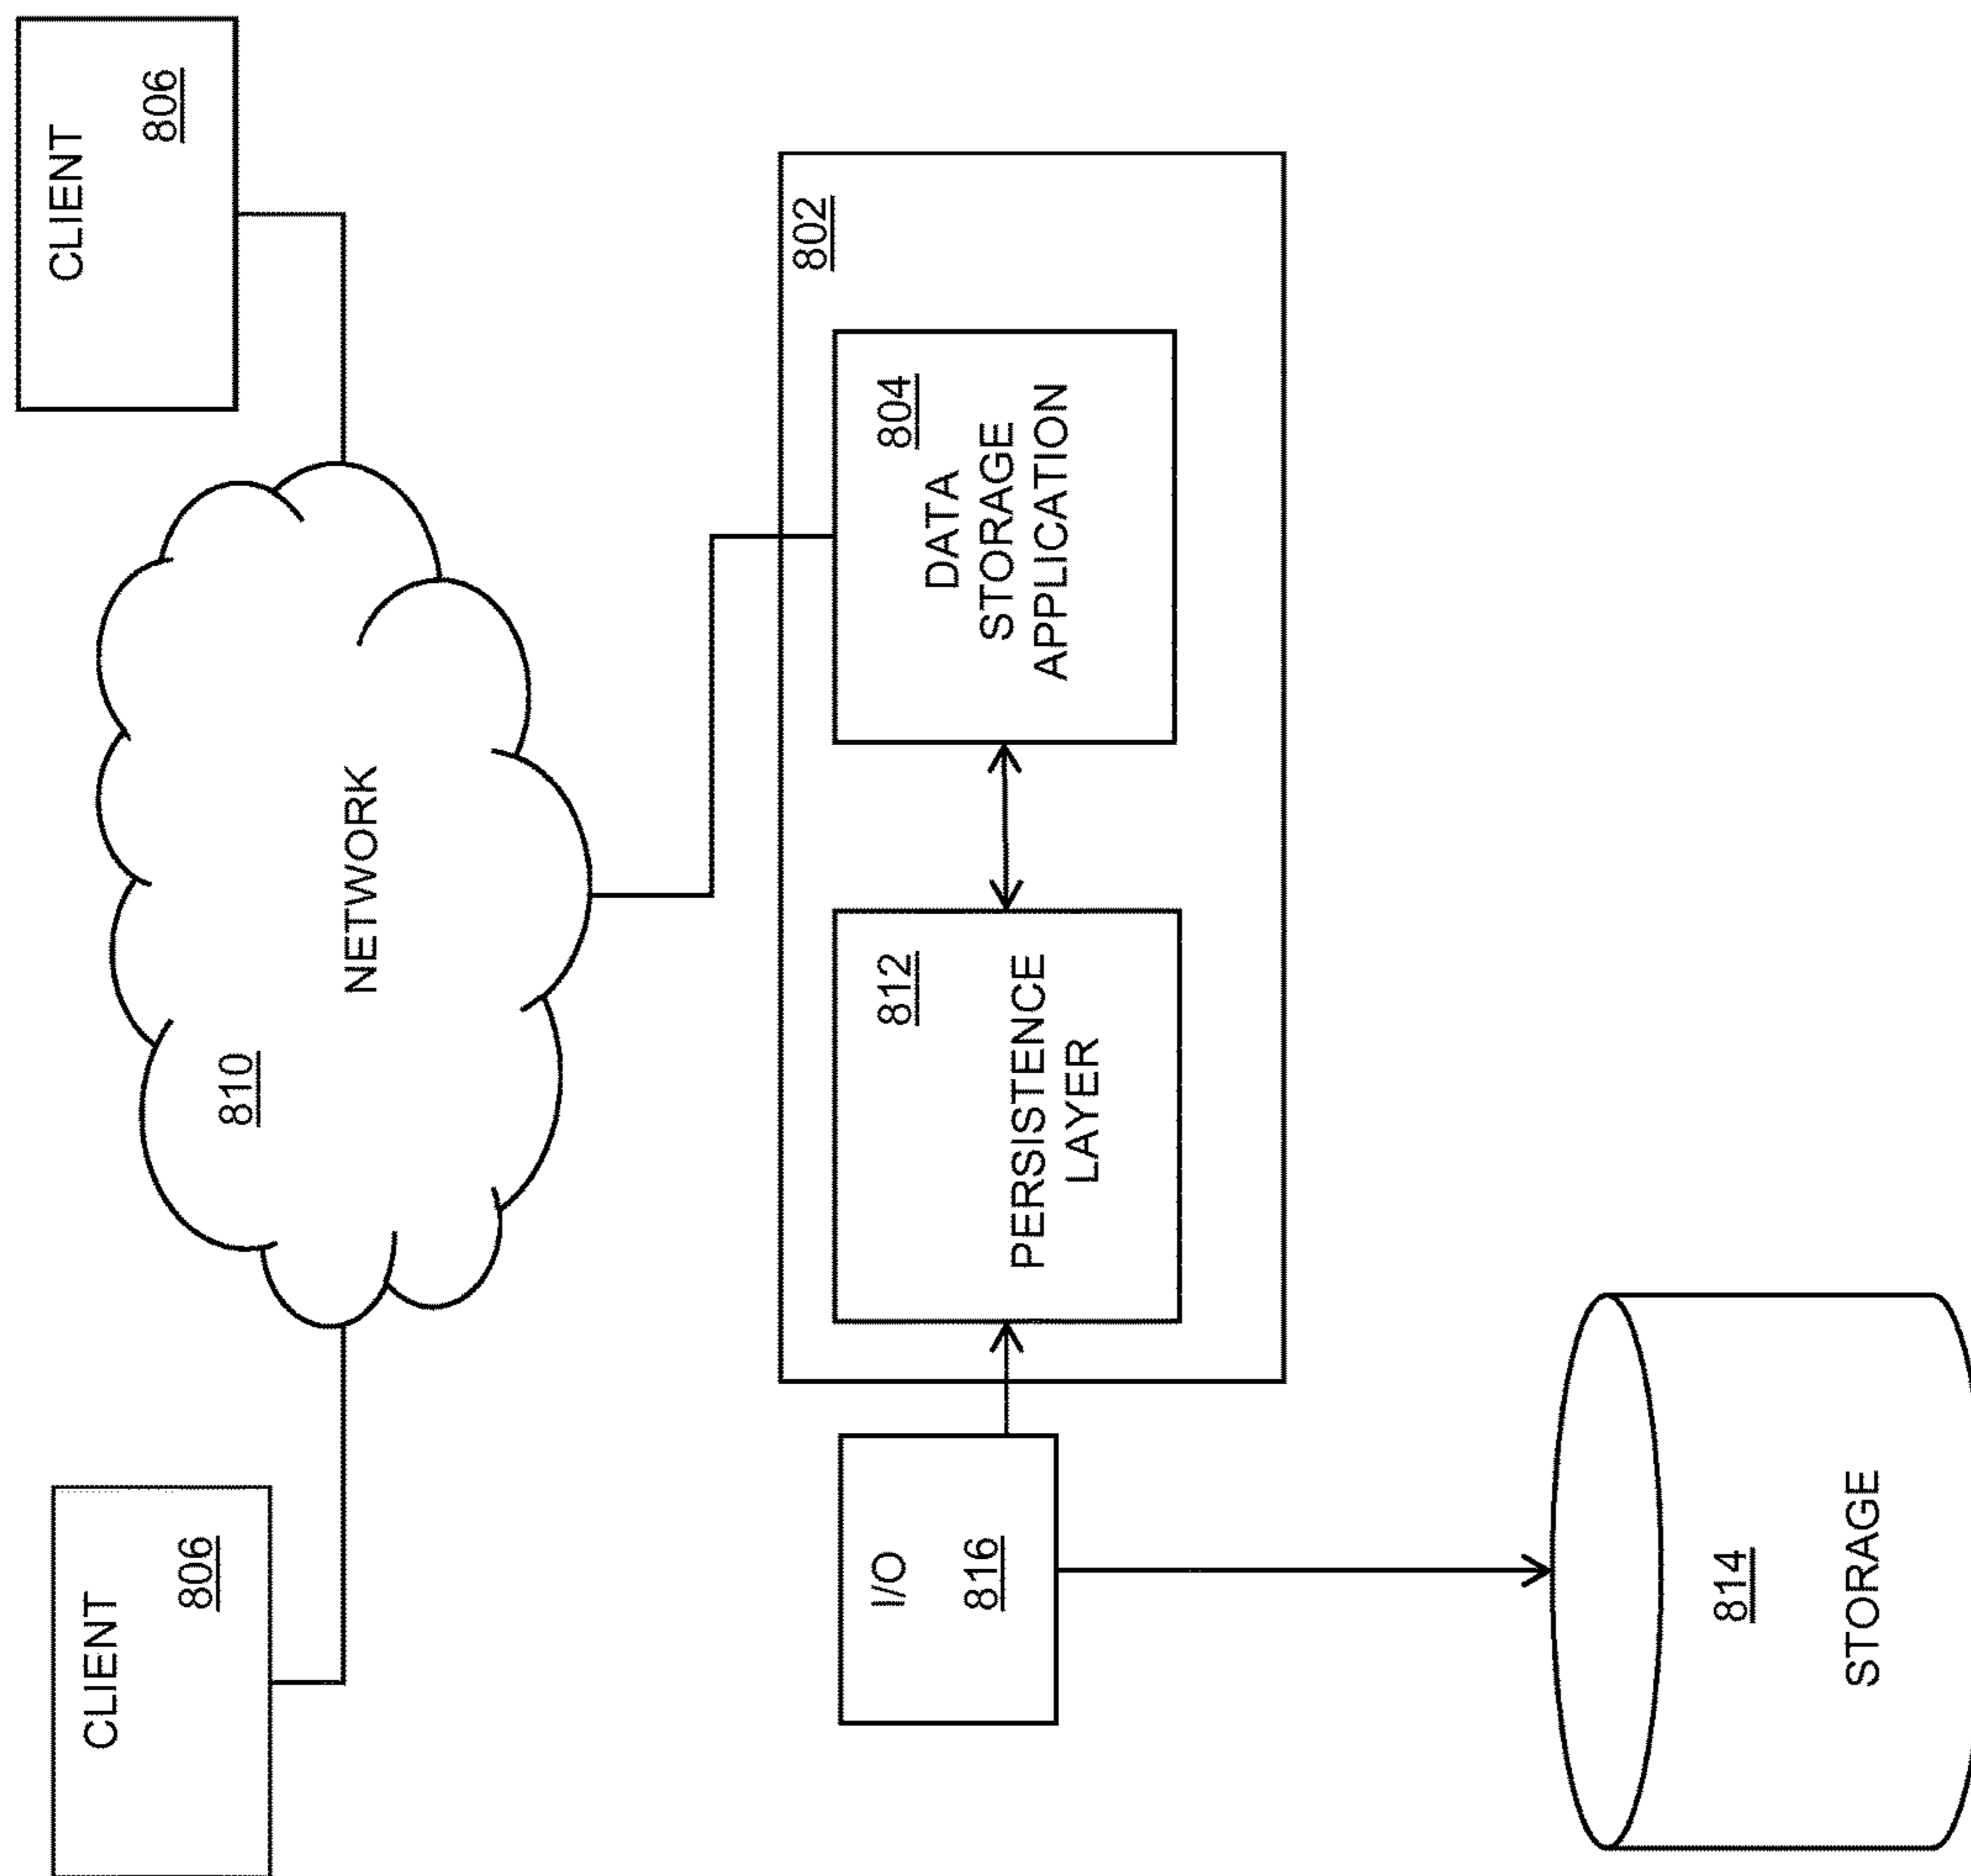 CLIENT
806
CLIENT
806
810
NETWORK
802
812
PERSISTENCE
LAYER
804
DATA
STORAGE
APPLICATION
I/O
816
814
STORAGE